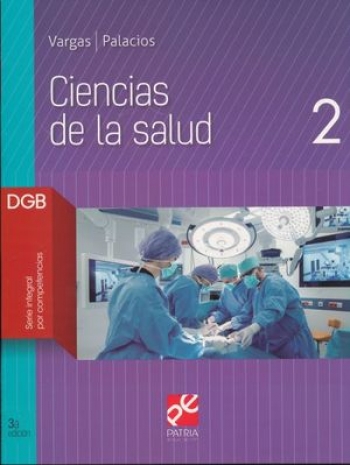 Vargas | Palacios
Ciencias
de la salud
2
DGB
Serie integral
por competencias
3a
edición
PATRIA